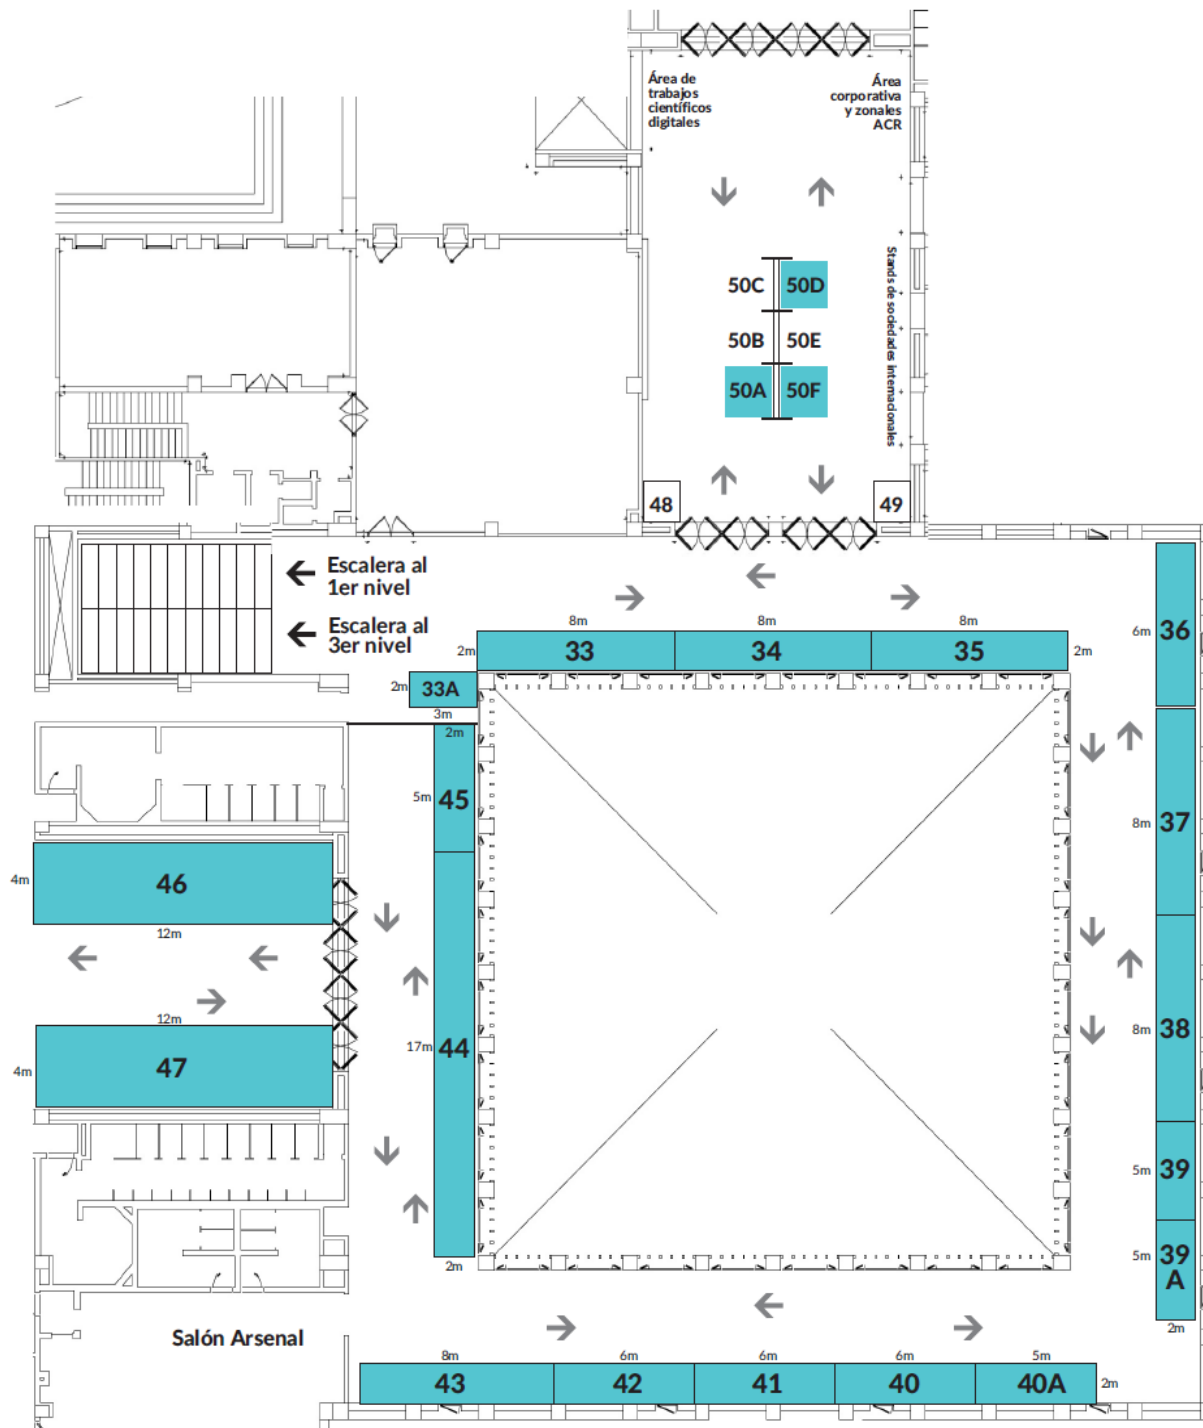 Área de
trabajos
científicos
digitales
Área
corporativa
y zonales
ACR
50C
50D
50B
50E
50A
50F
Stands de sociedades internacionales
48
49
Escalera al
1er nivel
Escalera al
3er nivel
8m
8m
8m
2m
33
34
35
2m
6m
36
2m
33A
3m
2m
5m
45
8m
37
4m
46
12m
12m
4m
47
17m
44
2m
8m
38
5m
39
5m
39
A
2m
Salón Arsenal
8m
6m
6m
6m
5m
43
42
41
40
40A
2m